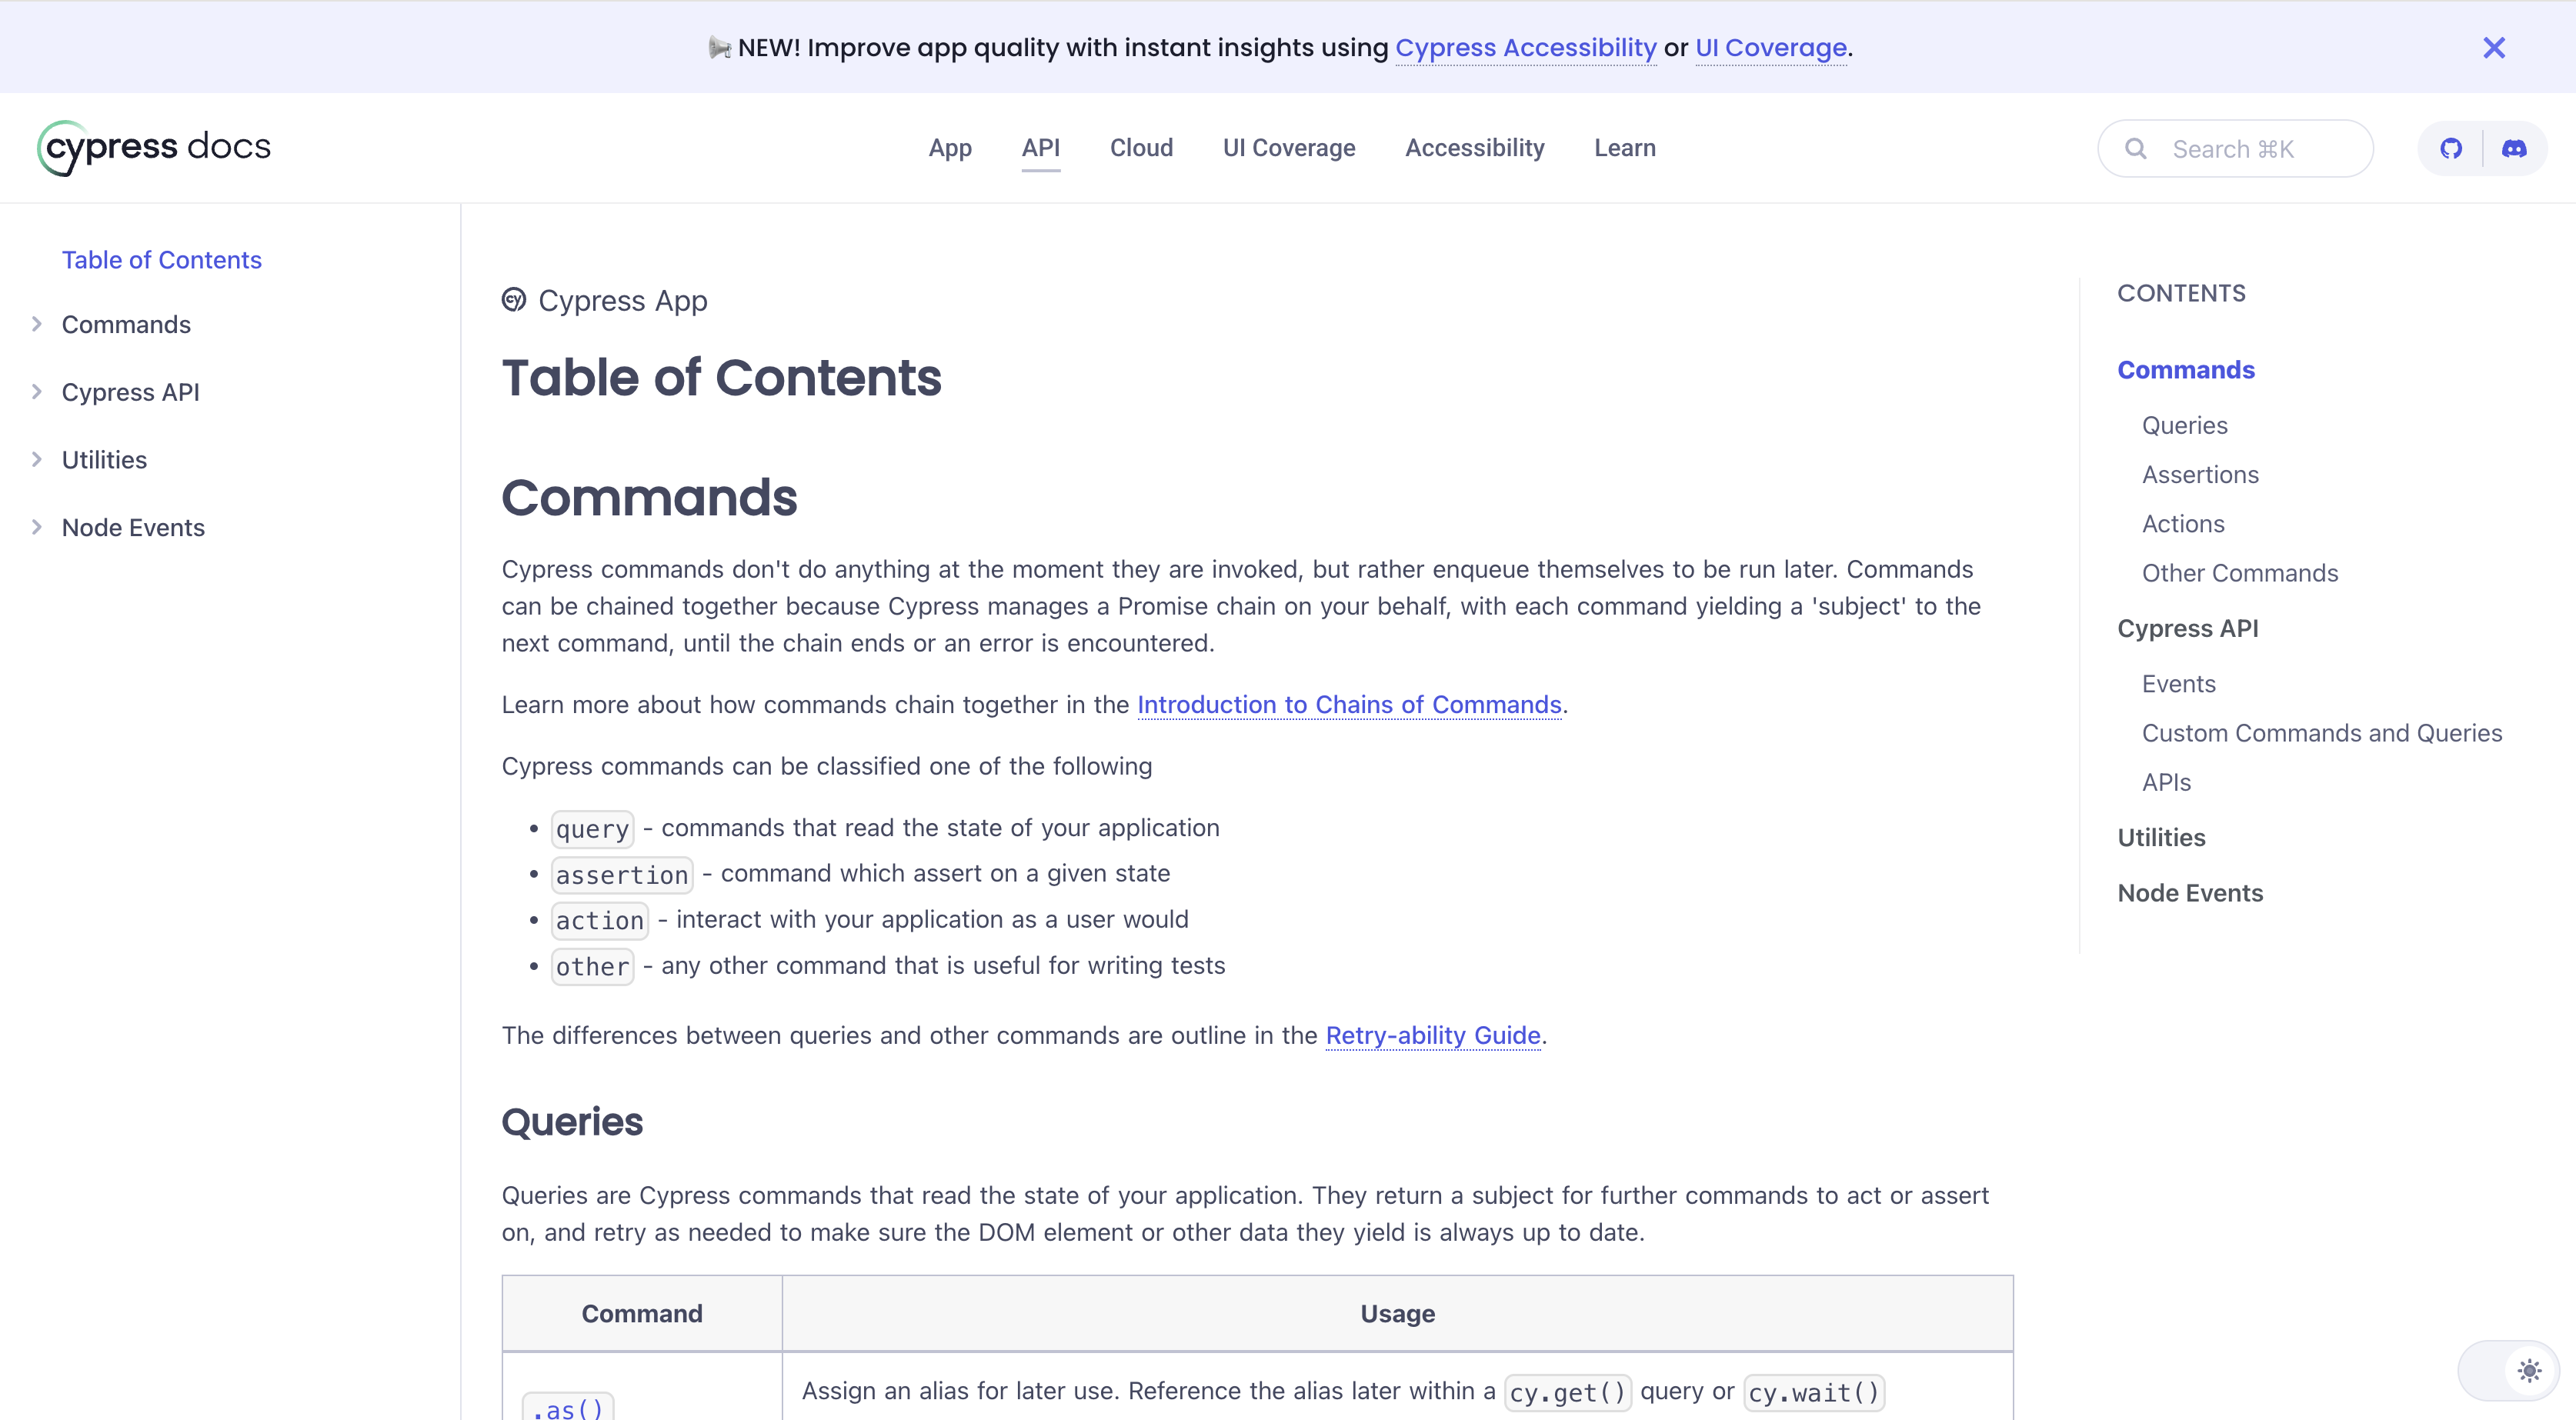 NEW! Improve app quality with instant insights using Cypress Accessibility or UI Coverage.
cypress docs
App
API
Cloud
UI Coverage
Accessibility
Learn
Search ⌘K
Table of Contents
Commands
Cypress API
Utilities
Node Events
cy Cypress App
Table of Contents
Commands
Cypress commands don't do anything at the moment they are invoked, but rather enqueue themselves to be run later. Commands
can be chained together because Cypress manages a Promise chain on your behalf, with each command yielding a 'subject' to the
next command, until the chain ends or an error is encountered.
Learn more about how commands chain together in the Introduction to Chains of Commands.
Cypress commands can be classified one of the following
• query - commands that read the state of your application
• assertion - command which assert on a given state
• action - interact with your application as a user would
• other - any other command that is useful for writing tests
The differences between queries and other commands are outline in the Retry-ability Guide.
Queries
Queries are Cypress commands that read the state of your application. They return a subject for further commands to act or assert
on, and retry as needed to make sure the DOM element or other data they yield is always up to date.
Command
Usage
.as()
Assign an alias for later use. Reference the alias later within a cy.get() query or cy.wait()
CONTENTS
Commands
Queries
Assertions
Actions
Other Commands
Cypress API
Events
Custom Commands and Queries
APIs
Utilities
Node Events